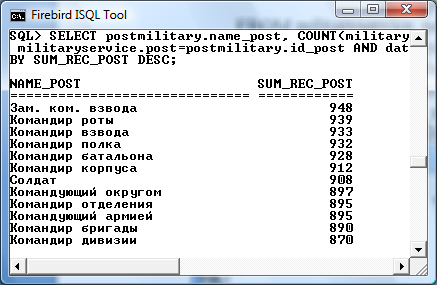 Firebird ISQL Tool
SQL> SELECT postmilitary.name_post, COUNT(military
militaryservice.post=postmilitary.id_post AND dat
BY SUM_REC_POST DESC;
NAME_POST SUM_REC_POST
=============================== ============
Зам. ком. взвода 948
Командир роты 939
Командир взвода 933
Командир полка 932
Командир батальона 928
Командир корпуса 912
Солдат 908
Командующий округом 897
Командир отделения 895
Командующий армией 895
Командир бригады 890
Командир дивизии 870